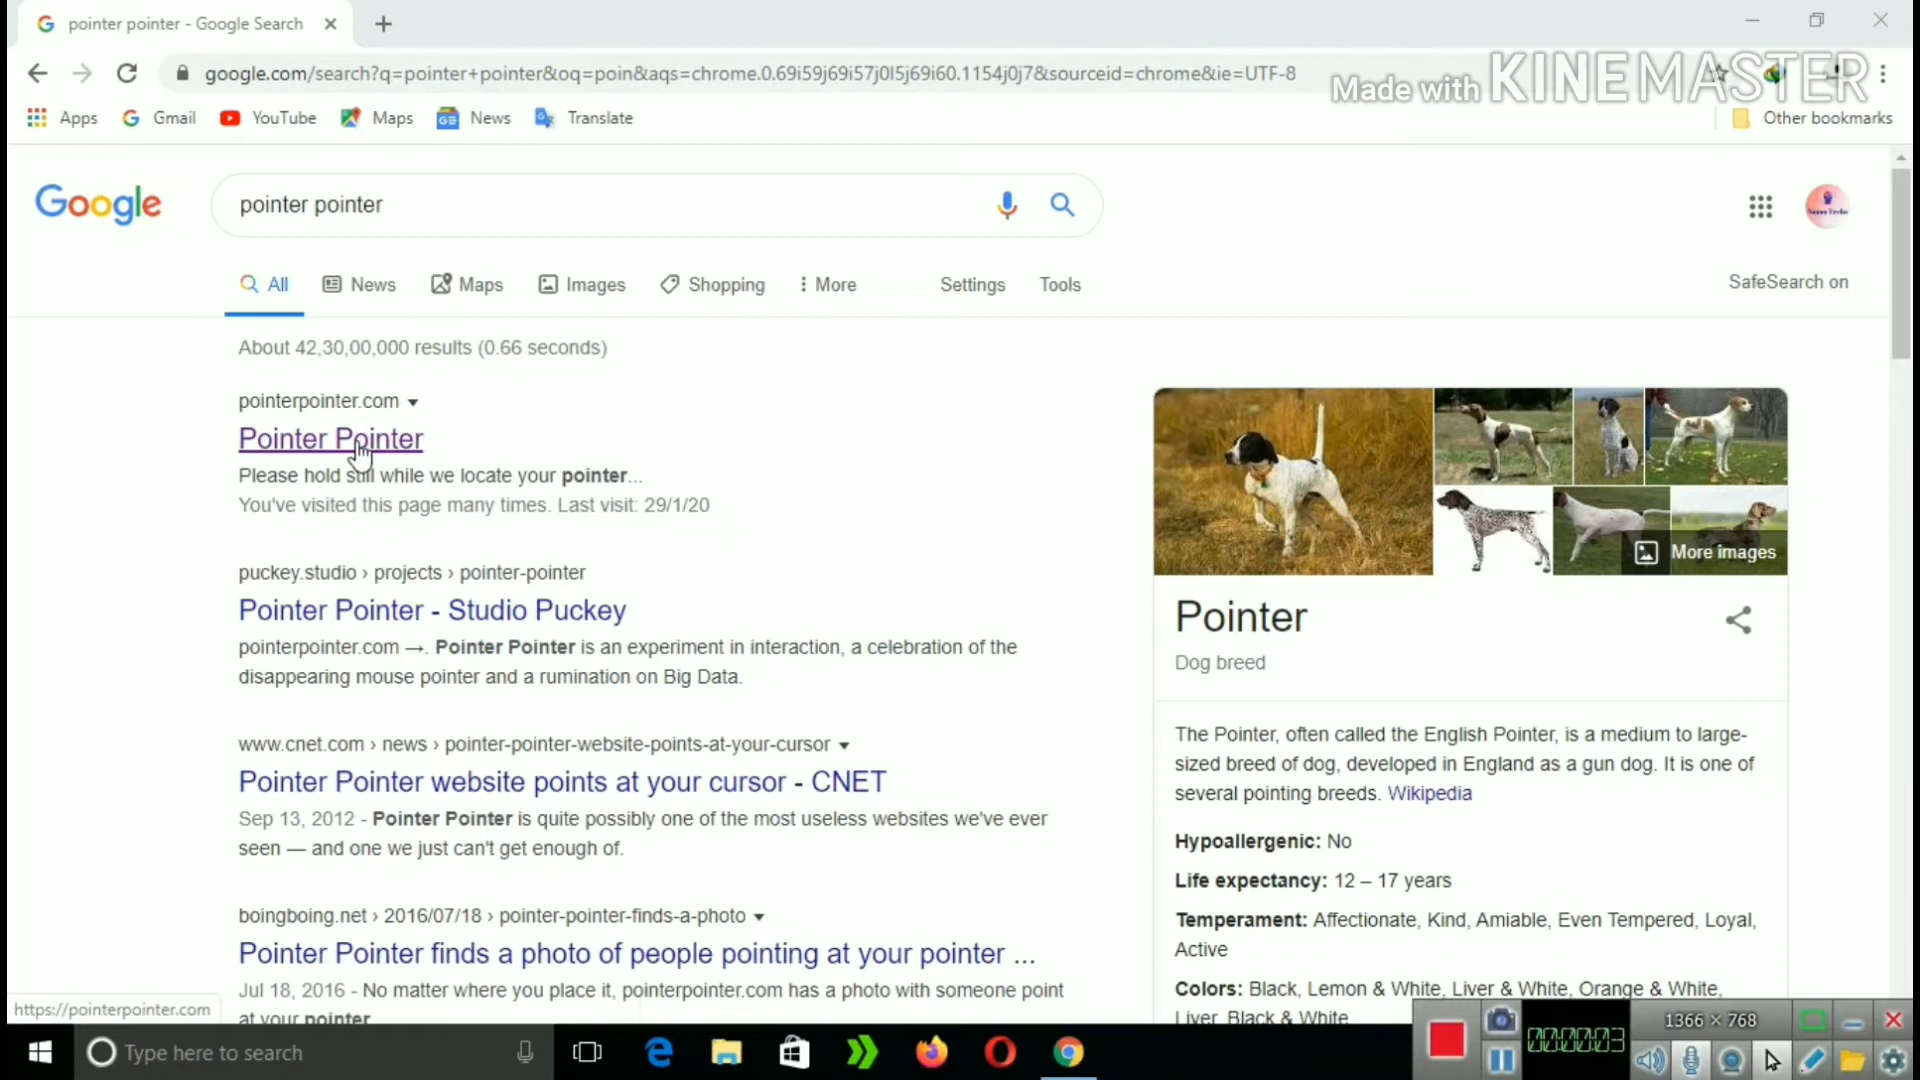 pointer pointer - Google Search
google.com/search?q=pointer+pointer&oq=poin&aqs=chrome.0.69i59j69i57j0l5j69i60.1154j0j7&sourceid=chrome&ie=UTF-8
Made with KINEMASTER
Apps Gmail YouTube Maps News Translate Other bookmarks
Google pointer pointer
All News Maps Images Shopping More Settings Tools SafeSearch on
About 42,30,00,000 results (0.66 seconds)
pointerpointer.com
Pointer Pointer
Please hold still while we locate your pointer...
You've visited this page many times. Last visit: 29/1/20
puckey.studio › projects › pointer-pointer
Pointer Pointer - Studio Puckey
pointerpointer.com →. Pointer Pointer is an experiment in interaction, a celebration of the
disappearing mouse pointer and a rumination on Big Data.
www.cnet.com › news › pointer-pointer-website-points-at-your-cursor
Pointer Pointer website points at your cursor - CNET
Sep 13, 2012 - Pointer Pointer is quite possibly one of the most useless websites we've ever
seen — and one we just can't get enough of.
boingboing.net › 2016/07/18 › pointer-pointer-finds-a-photo
Pointer Pointer finds a photo of people pointing at your pointer ...
Jul 18, 2016 - No matter where you place it, pointerpointer.com has a photo with someone point
at your pointer
More images
Pointer
Dog breed
The Pointer, often called the English Pointer, is a medium to large-
sized breed of dog, developed in England as a gun dog. It is one of
several pointing breeds. Wikipedia
Hypoallergenic: No
Life expectancy: 12 – 17 years
Temperament: Affectionate, Kind, Amiable, Even Tempered, Loyal,
Active
Colors: Black, Lemon & White, Liver & White, Orange & White,
Liver, Black & White
https://pointerpointer.com
Type here to search
1366 × 768
00:00:03